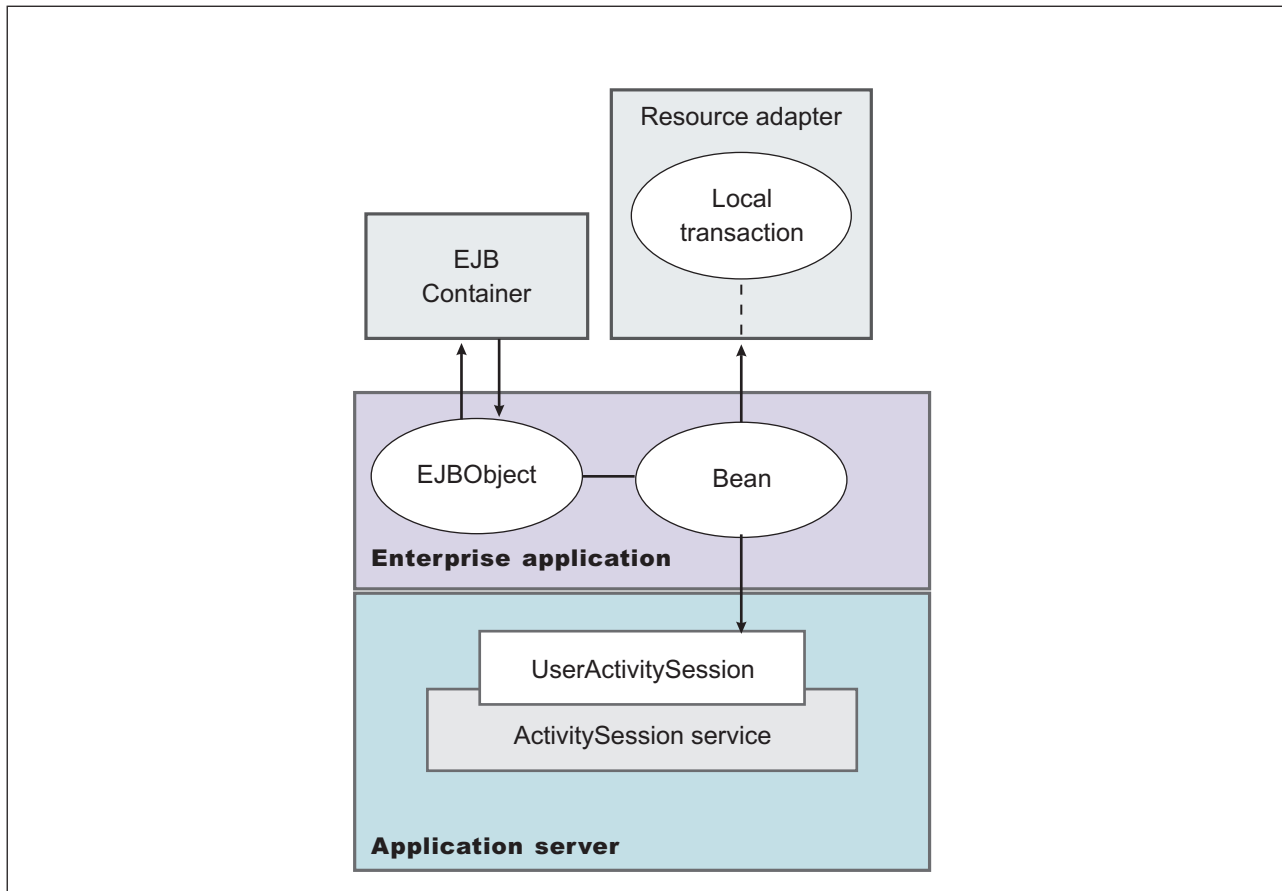 Resource adapter
Local
transaction
EJB
Container
EJBObject
Bean
Enterprise application
UserActivitySession
ActivitySession service
Application server